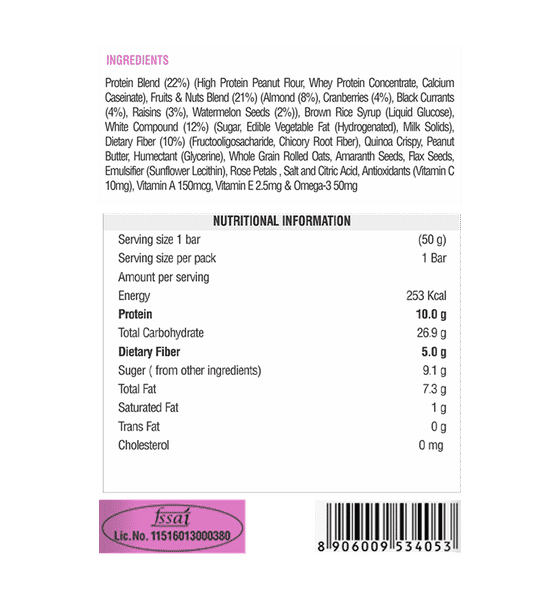 INGREDIENTS
Protein Blend (22%) (High Protein Peanut Flour, Whey Protein Concentrate, Calcium
Caseinate), Fruits & Nuts Blend (21%) (Almond (8%), Cranberries (4%), Black Currants
(4%), Raisins (3%), Watermelon Seeds (2%)), Brown Rice Syrup (Liquid Glucose),
White Compound (12%) (Sugar, Edible Vegetable Fat (Hydrogenated), Milk Solids),
Dietary Fiber (10%) (Fructooligosacharide, Chicory Root Fiber), Quinoa Crispy, Peanut
Butter, Humectant (Glycerine), Whole Grain Rolled Oats, Amaranth Seeds, Flax Seeds,
Emulsifier (Sunflower Lecithin), Rose Petals , Salt and Citric Acid, Antioxidants (Vitamin C
10mg), Vitamin A 150mcg, Vitamin E 2.5mg & Omega-3 50mg
NUTRITIONAL INFORMATION
Serving size 1 bar (50 g)
Serving size per pack 1 Bar
Amount per serving
Energy 253 Kcal
Protein 10.0 g
Total Carbohydrate 26.9 g
Dietary Fiber 5.0 g
Suger ( from other ingredients) 9.1 g
Total Fat 7.3 g
Saturated Fat 1 g
Trans Fat 0 g
Cholesterol 0 mg
fssai
Lic.No. 11516013000380
8 906009 534053